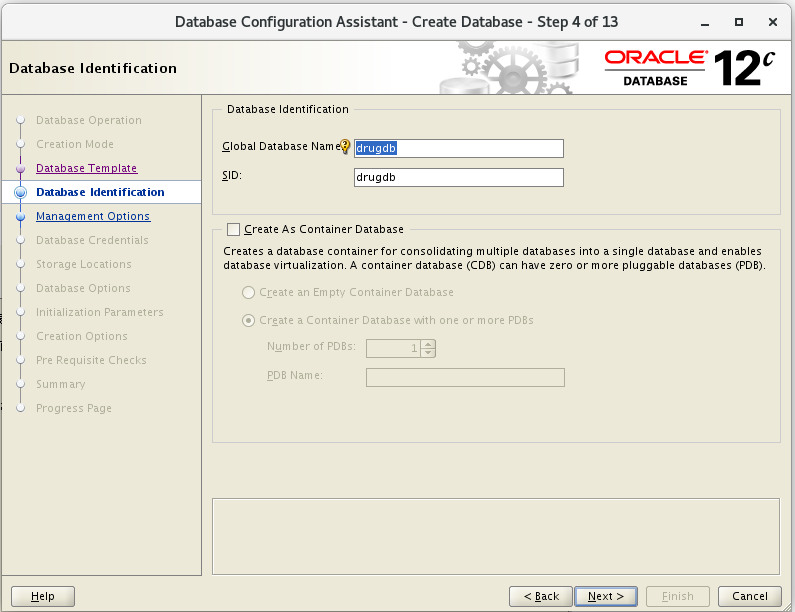 Database Configuration Assistant - Create Database - Step 4 of 13
Database Identification
ORACLE®
DATABASE
12c
Database Operation
Creation Mode
Database Template
Database Identification
Management Options
Database Credentials
Storage Locations
Database Options
Initialization Parameters
Creation Options
Pre Requisite Checks
Summary
Progress Page
Database Identification
Global Database Name drugdb
SID: drugdb
Create As Container Database
Creates a database container for consolidating multiple databases into a single database and enables
database virtualization. A container database (CDB) can have zero or more pluggable databases (PDB).
Create an Empty Container Database
Create a Container Database with one or more PDBs
Number of PDBs: 1
PDB Name:
Help < Back Next > Finish Cancel